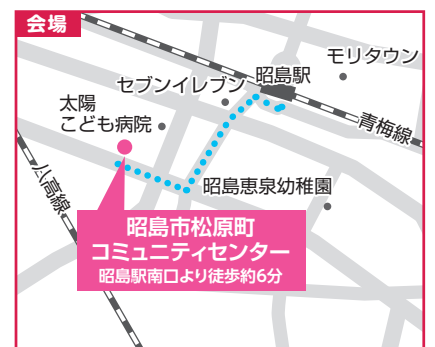 会場
モリタウン
昭島駅
セブンイレブン
太陽
こども病院
青梅線
八高線
昭島恵泉幼稚園
昭島市松原町
コミュニティセンター
昭島駅南口より徒歩約6分